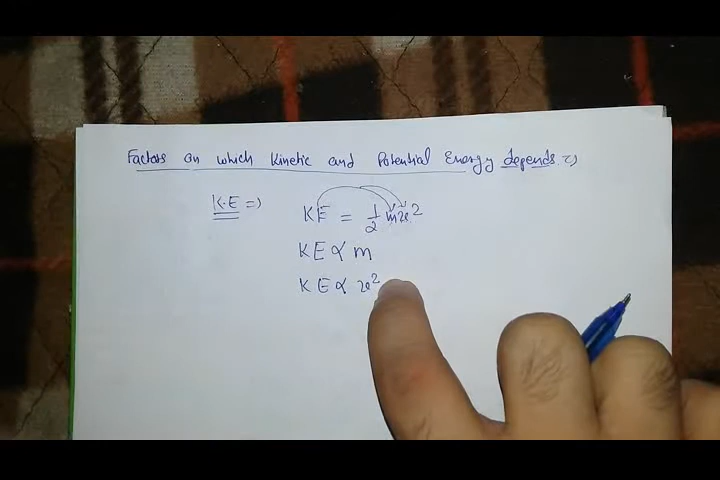 Factors on which Kinetic and Potential Energy depends =>
K.E => KE = 1/2 mv²
KE ∝ m
KE ∝ v²